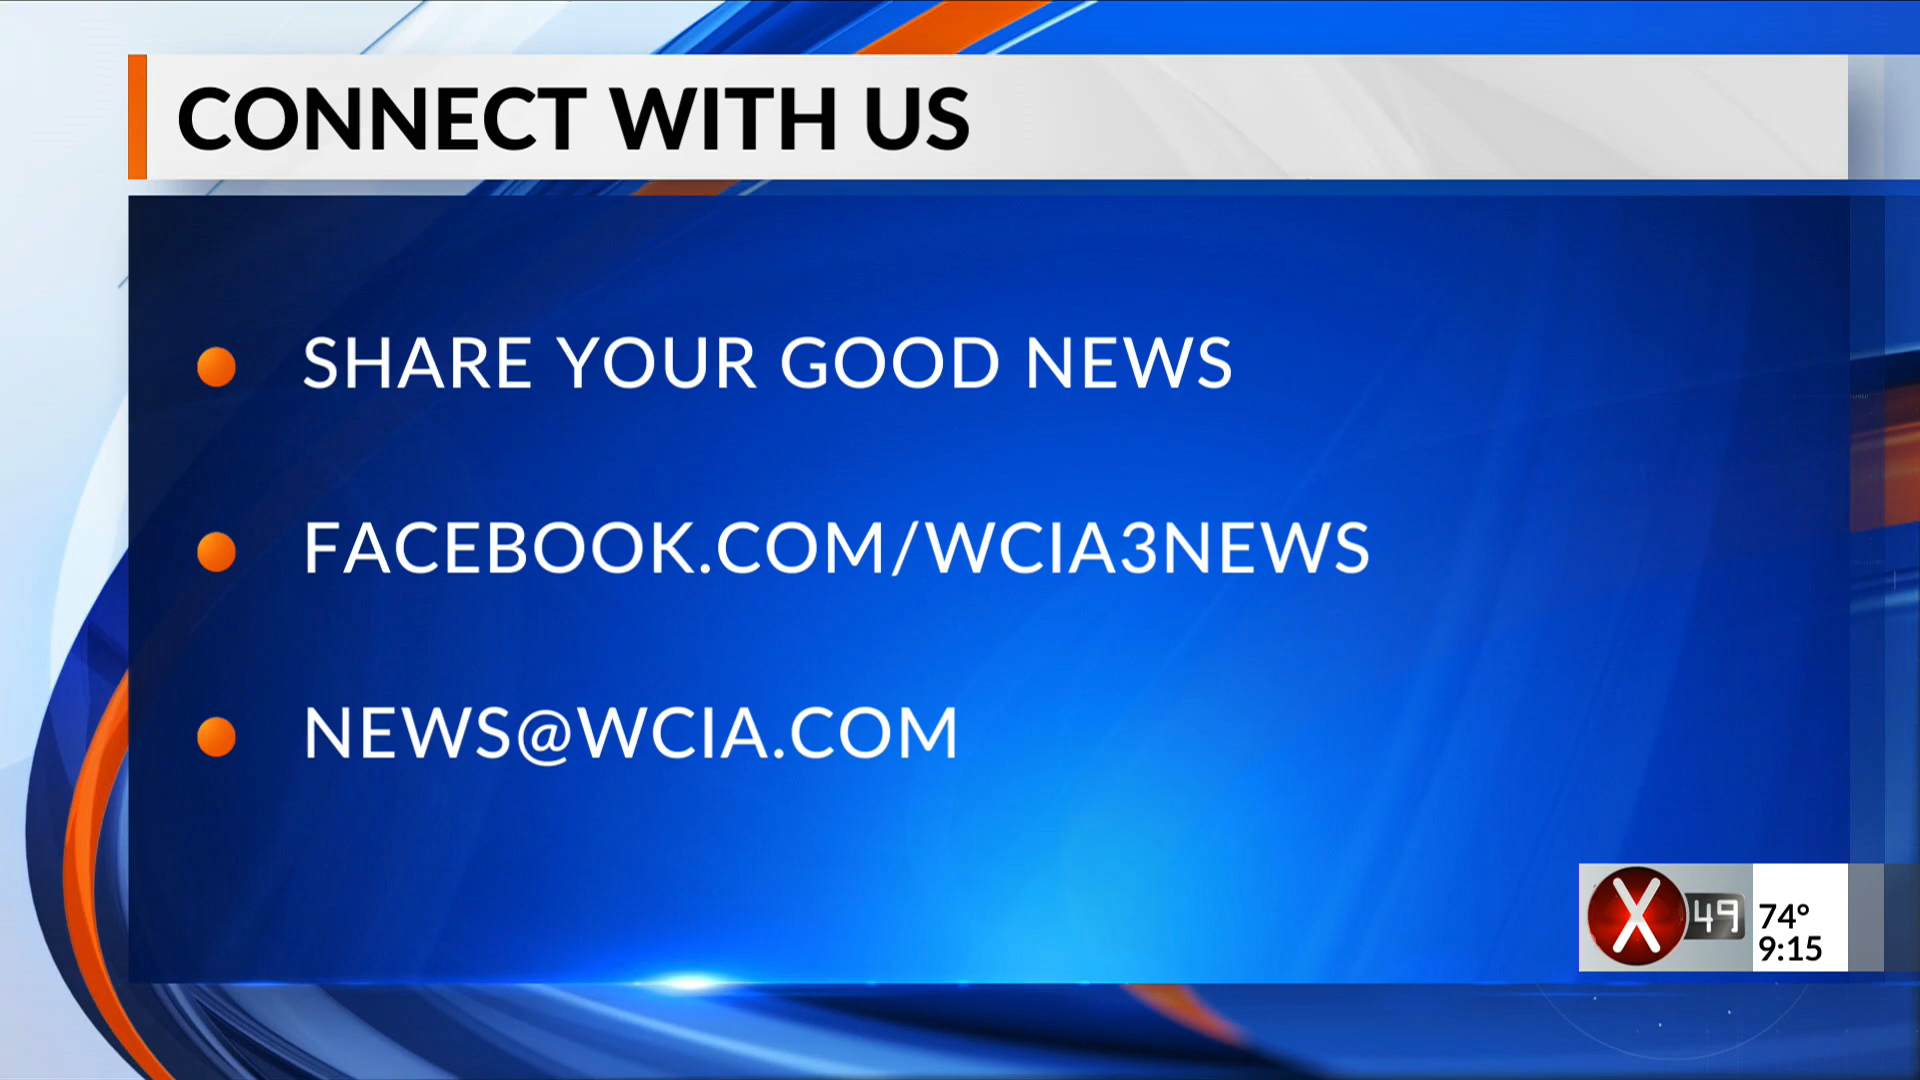 CONNECT WITH US
SHARE YOUR GOOD NEWS
FACEBOOK.COM/WCIA3NEWS
NEWS@WCIA.COM
X 49
74°
9:15